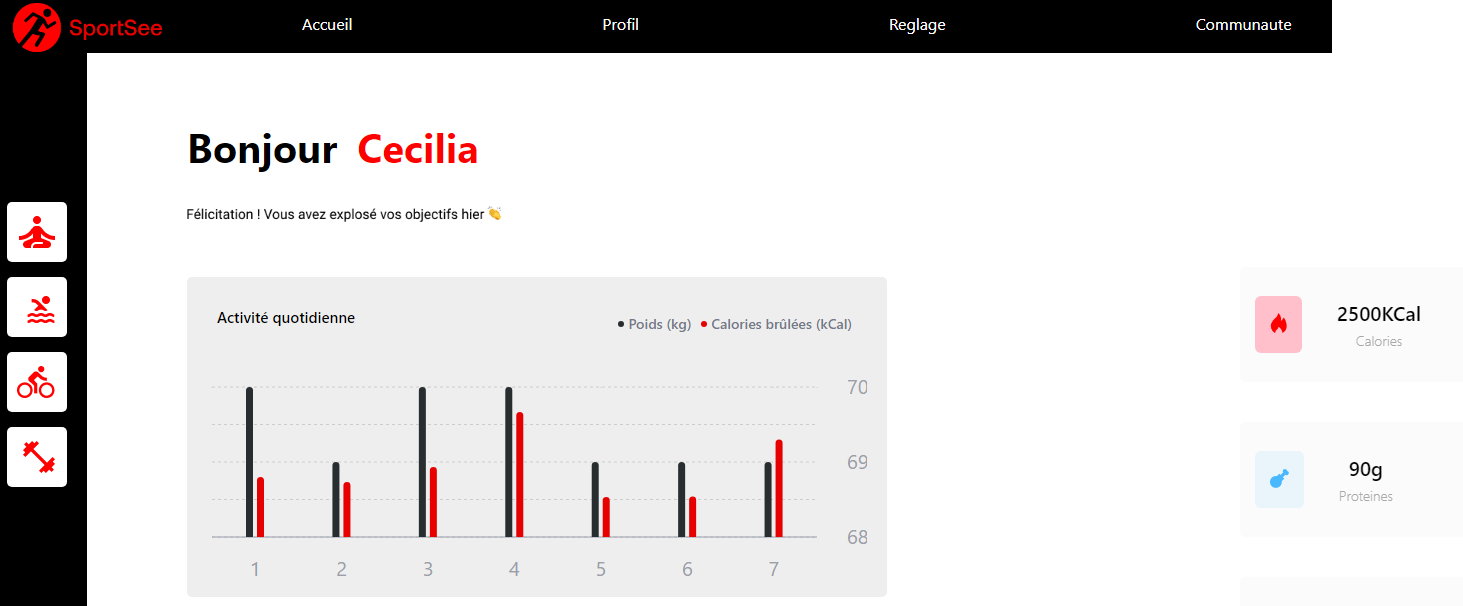 SportSee
Accueil
Profil
Reglage
Communaute
Bonjour Cecilia
Félicitation ! Vous avez explosé vos objectifs hier 👏
Activité quotidienne
Poids (kg)
Calories brûlées (kCal)
70
69
68
1 2 3 4 5 6 7
2500KCal
Calories
90g
Proteines